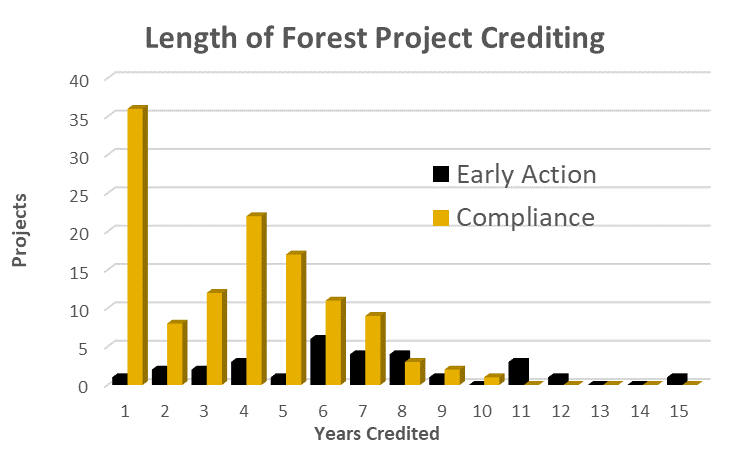 Length of Forest Project Crediting
40
35
30
25
20
15
10
5
0
Projects
Early Action
Compliance
1 2 3 4 5 6 7 8 9 10 11 12 13 14 15
Years Credited